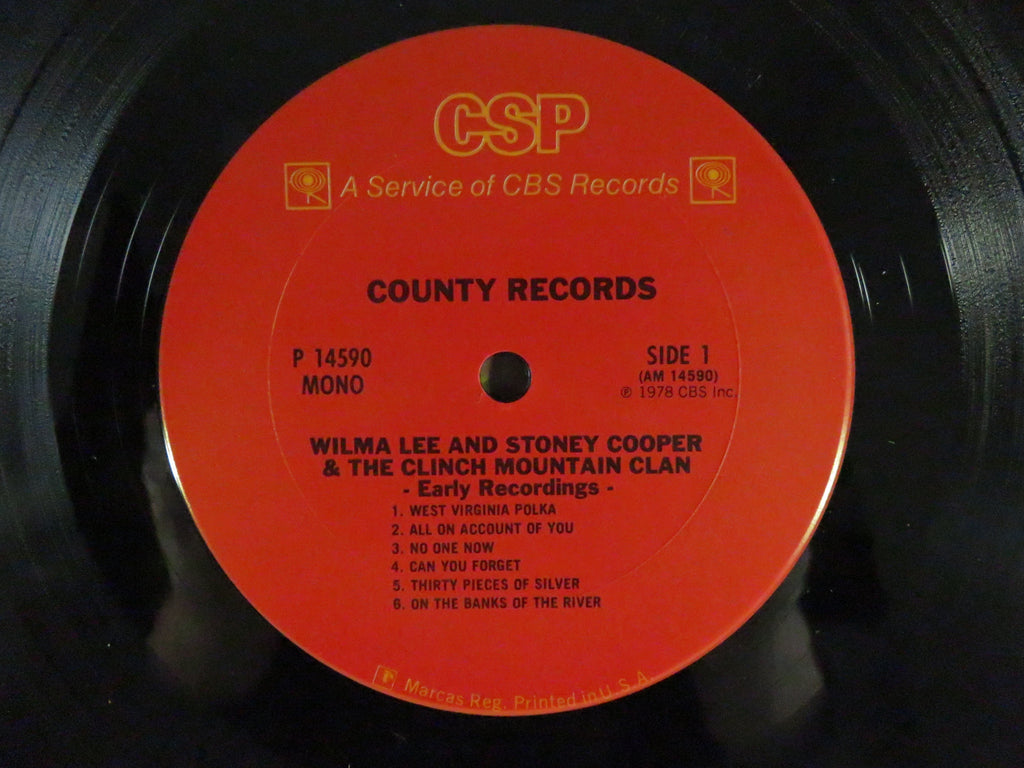 CSP
A Service of CBS Records
COUNTY RECORDS
P 14590
MONO
SIDE 1
(AM 14590)
℗ 1978 CBS Inc.
WILMA LEE AND STONEY COOPER
& THE CLINCH MOUNTAIN CLAN
- Early Recordings -
1. WEST VIRGINIA POLKA
2. ALL ON ACCOUNT OF YOU
3. NO ONE NOW
4. CAN YOU FORGET
5. THIRTY PIECES OF SILVER
6. ON THE BANKS OF THE RIVER
Marcas Reg. Printed in U.S.A.